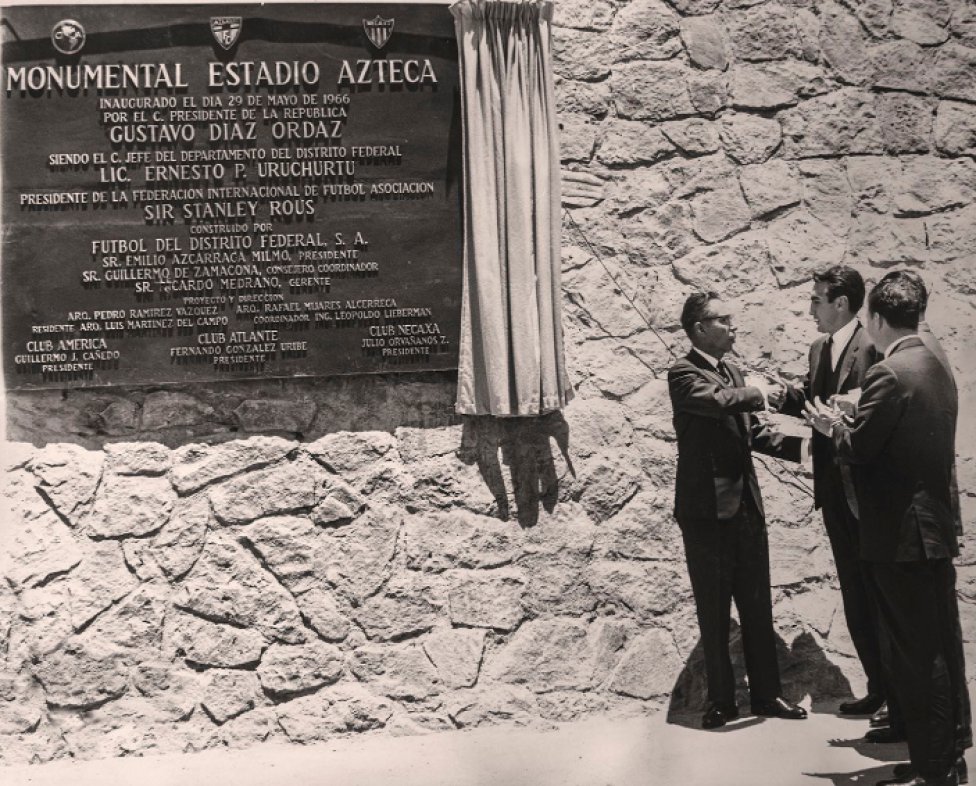 MONUMENTAL ESTADIO AZTECA
INAUGURADO EL DIA 29 DE MAYO DE 1966
POR EL C. PRESIDENTE DE LA REPUBLICA
GUSTAVO DIAZ ORDAZ
SIENDO EL C. JEFE DEL DEPARTAMENTO DEL DISTRITO FEDERAL
LIC. ERNESTO P. URUCHURTU
PRESIDENTE DE LA FEDERACION INTERNACIONAL DE FUTBOL ASOCIACION
SIR STANLEY ROUS
CONSTRUIDO POR
FUTBOL DEL DISTRITO FEDERAL, S. A.
SR. EMILIO AZCARRAGA MILMO, PRESIDENTE
SR. GUILLERMO DE ZAMACONA, CONSEJERO COORDINADOR
SR. RICARDO MEDRANO, GERENTE
PROYECTO Y DIRECCION
ARQ. PEDRO RAMIREZ VAZQUEZ ARQ. RAFAEL MIJARES ALCERRECA
RESIDENTE ARQ. LUIS MARTINEZ DEL CAMPO COORDINADOR ING. LEOPOLDO LIEBERMAN
CLUB AMERICA
GUILLERMO J. CAÑEDO
PRESIDENTE
CLUB ATLANTE
FERNANDO GONZALEZ URIBE
PRESIDENTE
CLUB NECAXA
JULIO ORVAÑANOS Z.
PRESIDENTE